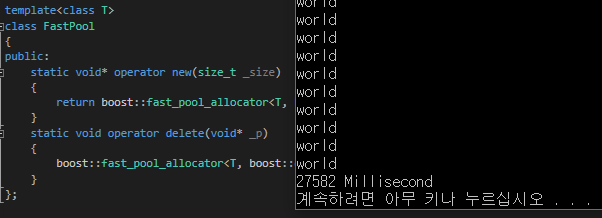 template<class T>
class FastPool
{
public:
static void* operator new(size_t _size)
{
return boost::fast_pool_allocator<T,
}
static void operator delete(void* _p)
{
boost::fast_pool_allocator<T, boost::
}
};
world
world
world
world
world
world
world
world
world
27582 Millisecond
계속하려면 아무 키나 누르십시오 . . .